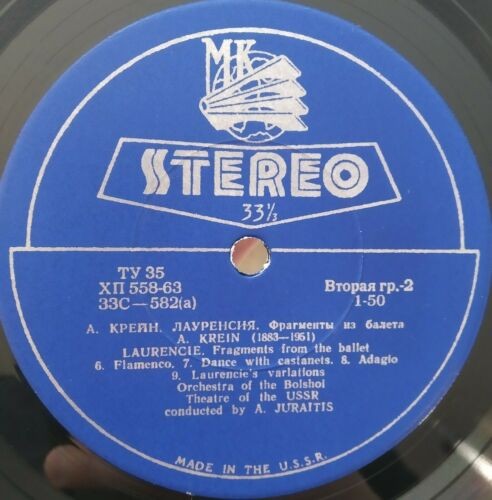 МК
STEREO
33⅓
ТУ 35
ХП 558-63
33С—582(а)
Вторая гр.-2
1-50
А. КРЕЙН. ЛАУРЕНСИЯ. Фрагменты из балета
A. KREIN (1883—1951)
LAURENCIE. Fragments from the ballet
6. Flamenco. 7. Dance with castanets. 8. Adagio
9. Laurencie's variations
Orchestra of the Bolshoi
Theatre of the USSR
conducted by A. JURAITIS
MADE IN THE U.S.S.R.